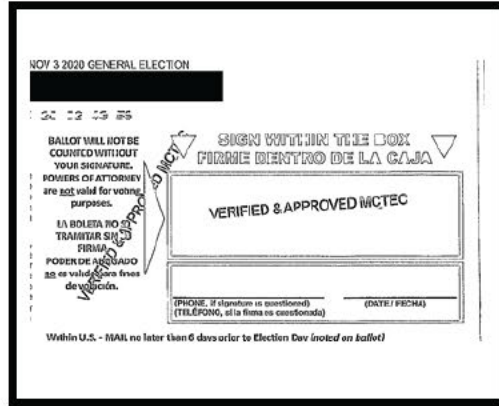 NOV 3 2020 GENERAL ELECTION
BALLOT WILL NOT BE
COUNTED WITHOUT
YOUR SIGNATURE.
POWERS OF ATTORNEY
are not valid for voting
purposes.
LA BOLETA NO
TRAMITAR SIN
FIRMA
PODER DE ABOGADO
no es valido para fines
de votación.
VERIFIED & APPROVED MCTEC
SIGN WITHIN THE BOX
FIRME DENTRO DE LA CAJA
VERIFIED & APPROVED MCTEC
(PHONE, if signature is questioned)
(DATE / FECHA)
(TELÉFONO, si la firma es cuestionada)
Within U.S. - MAIL no later than 6 days prior to Election Day (noted on ballot)